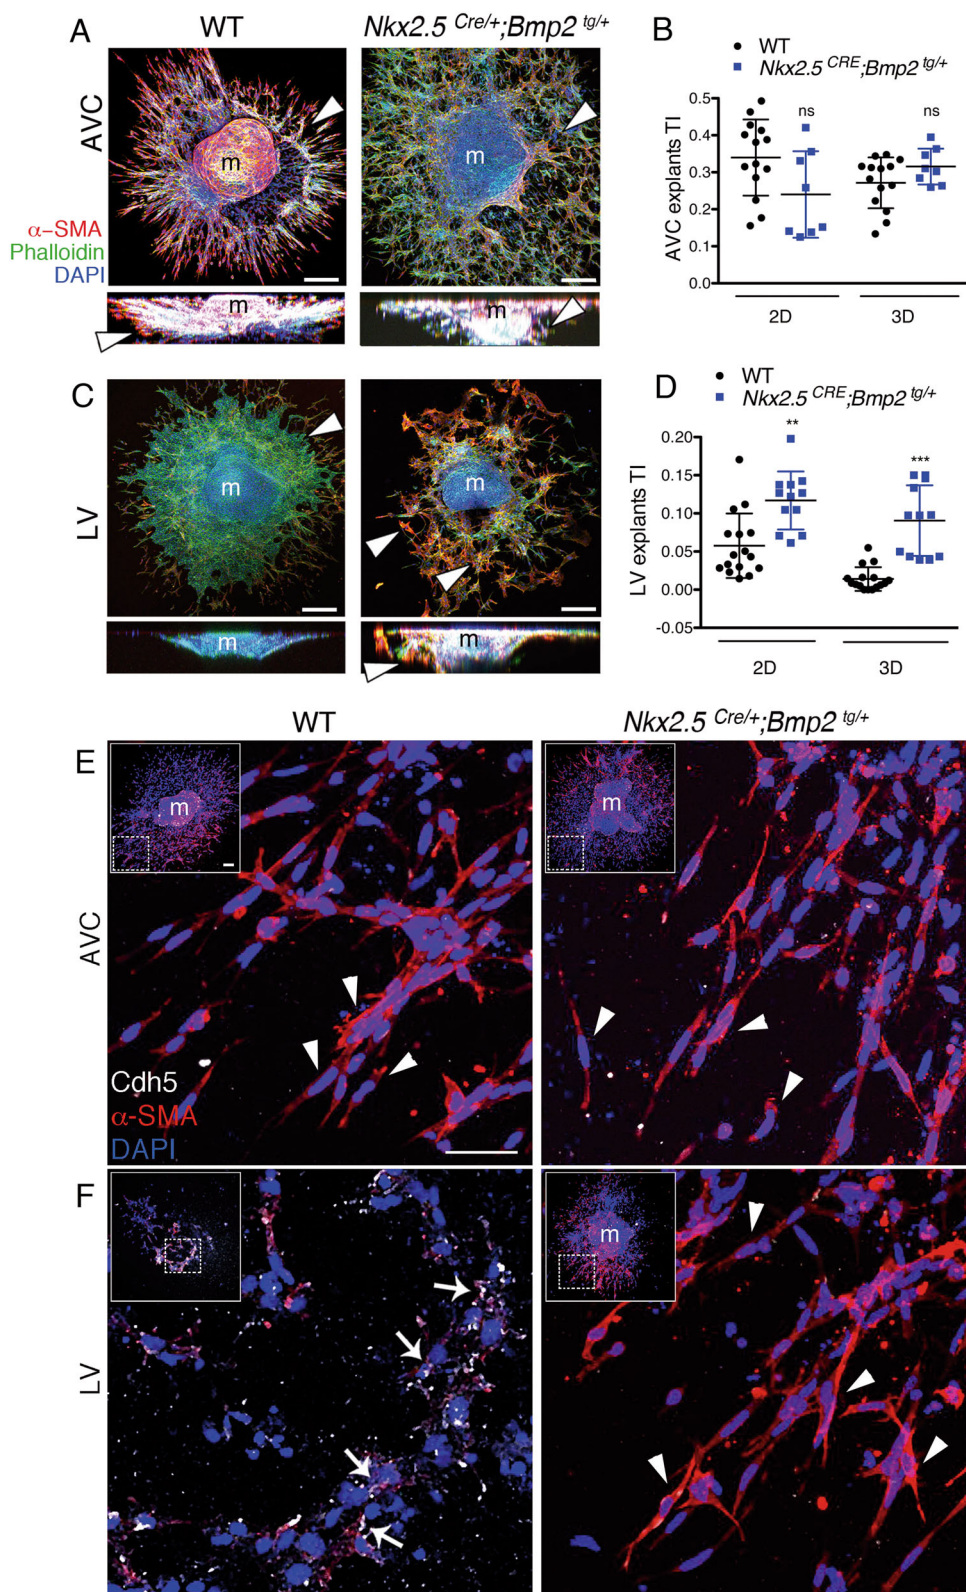 A
WT
Nkx2.5 Cre/+;Bmp2 tg/+
AVC
m
m
α–SMA
Phalloidin
DAPI
m
m
B
WT
Nkx2.5 CRE;Bmp2 tg/+
AVC explants TI
0.5
0.4
0.3
0.2
0.1
0.0
ns
ns
2D
3D
C
LV
m
m
m
m
D
WT
Nkx2.5 CRE;Bmp2 tg/+
LV explants TI
0.20
0.15
0.10
0.05
0.00
-0.05
**
***
2D
3D
WT
Nkx2.5 Cre/+;Bmp2 tg/+
E
AVC
m
m
Cdh5
α-SMA
DAPI
F
LV
m